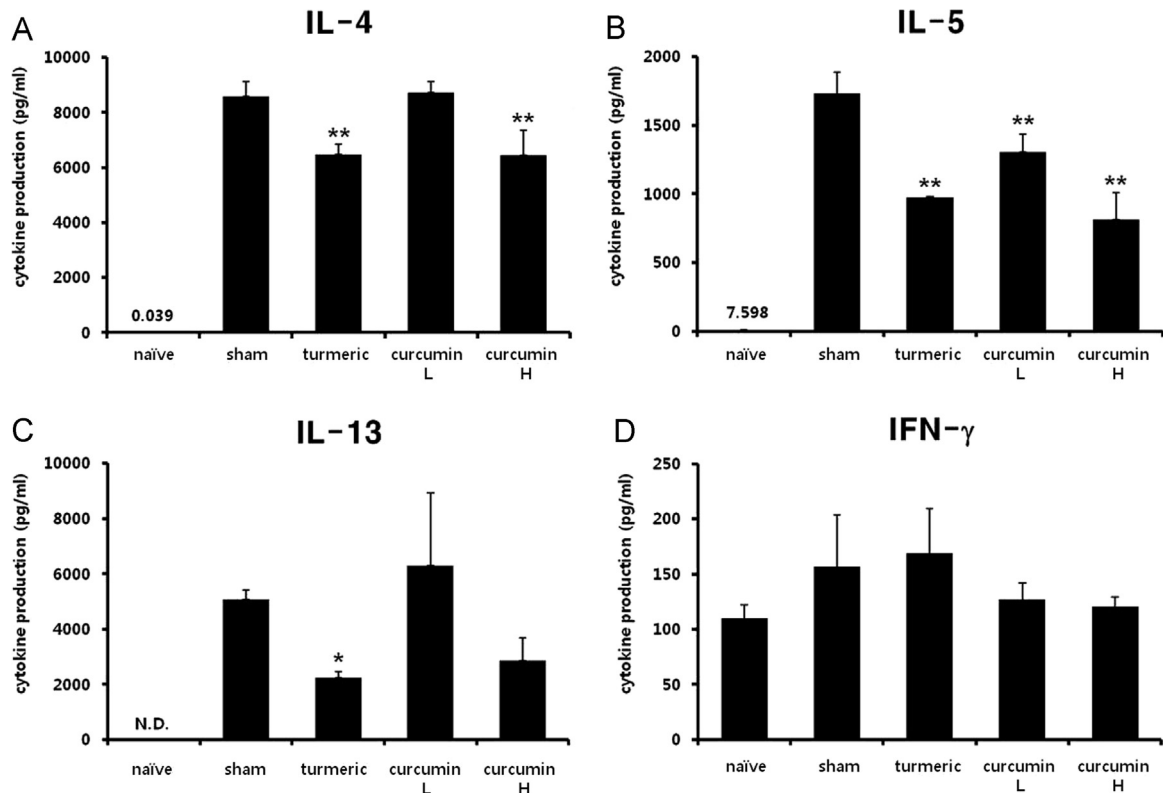 A
IL-4
cytokine production (pg/ml)
10000
8000
6000
4000
2000
0
0.039
**
**
naïve sham turmeric curcumin L curcumin H
B
IL-5
cytokine production (pg/ml)
2000
1500
1000
500
0
7.598
**
**
**
naïve sham turmeric curcumin L curcumin H
C
IL-13
cytokine production (pg/ml)
10000
8000
6000
4000
2000
0
N.D.
*
naïve sham turmeric curcumin L curcumin H
D
IFN-γ
cytokine production (pg/ml)
250
200
150
100
50
0
naïve sham turmeric curcumin L curcumin H